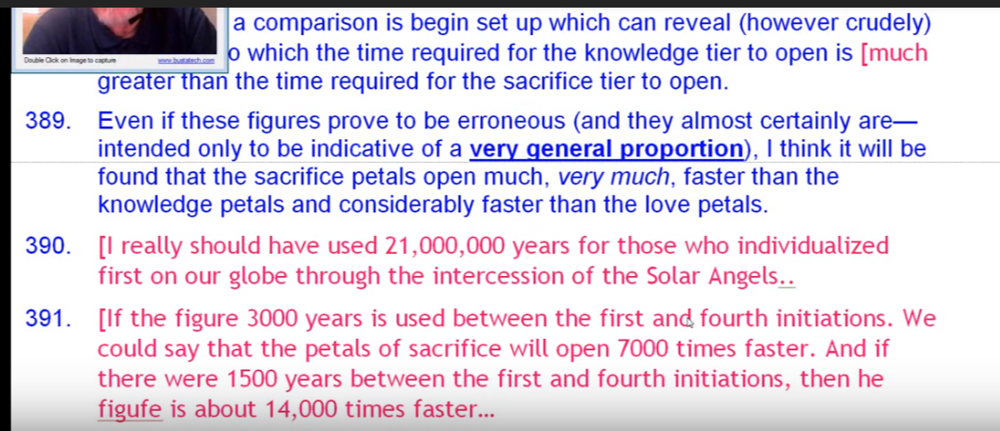 a comparison is begin set up which can reveal (however crudely)
o which the time required for the knowledge tier to open is [much
Double Click on Image to capture www.bustatech.com
greater than the time required for the sacrifice tier to open.
389. Even if these figures prove to be erroneous (and they almost certainly are—
intended only to be indicative of a very general proportion), I think it will be
found that the sacrifice petals open much, very much, faster than the
knowledge petals and considerably faster than the love petals.
390. [I really should have used 21,000,000 years for those who individualized
first on our globe through the intercession of the Solar Angels..
391. [If the figure 3000 years is used between the first and fourth initiations. We
could say that the petals of sacrifice will open 7000 times faster. And if
there were 1500 years between the first and fourth initiations, then he
figufe is about 14,000 times faster...